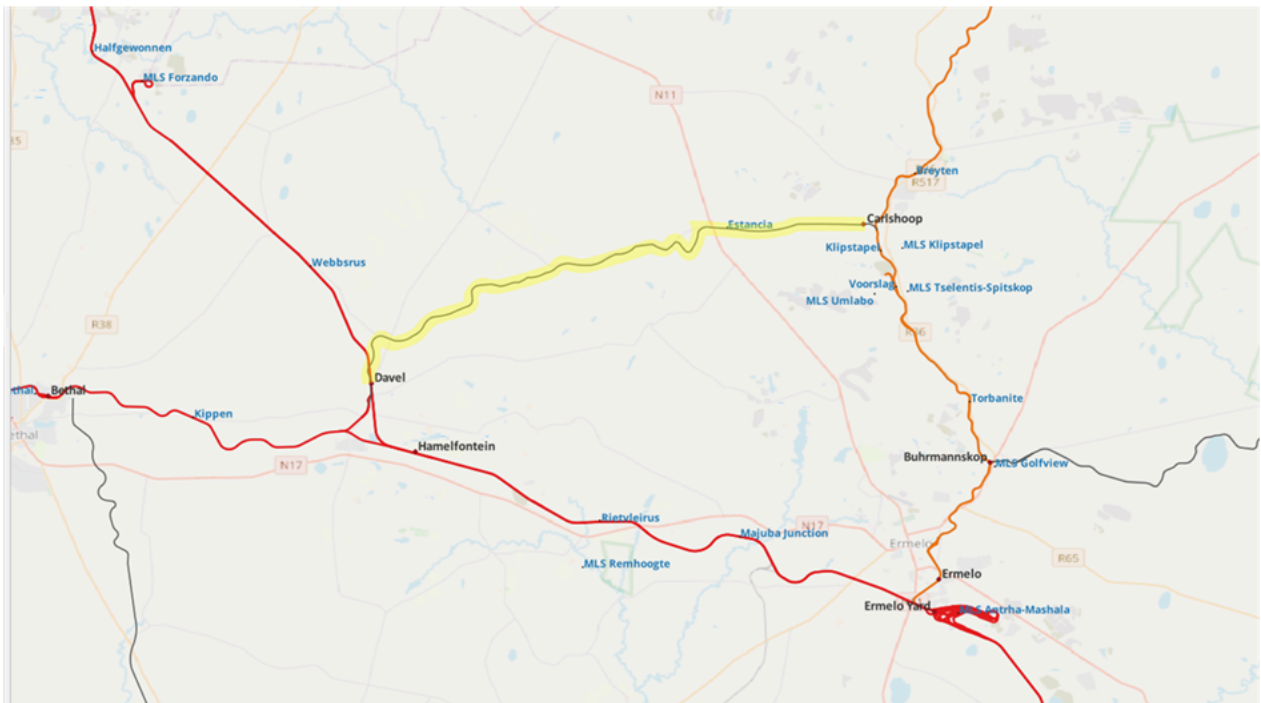 Halfgewonnen
MLS Forzando
N11
Breyten
R517
Carlshoop
Estancia
Klipstapel
MLS Klipstapel
Voorslag
MLS Tselentis-Spitskop
MLS Umlabo
Webbsrus
R38
R36
Davel
Bethal
Kippen
Torbanite
Hamelfontein
ethal
N17
Buhrmannskop
MLS Golfview
Rietvleirus
N17
Majuba Junction
Ermelo
R65
MLS Remhoogte
Ermelo
Ermelo Yard
MLS Antrha-Mashala